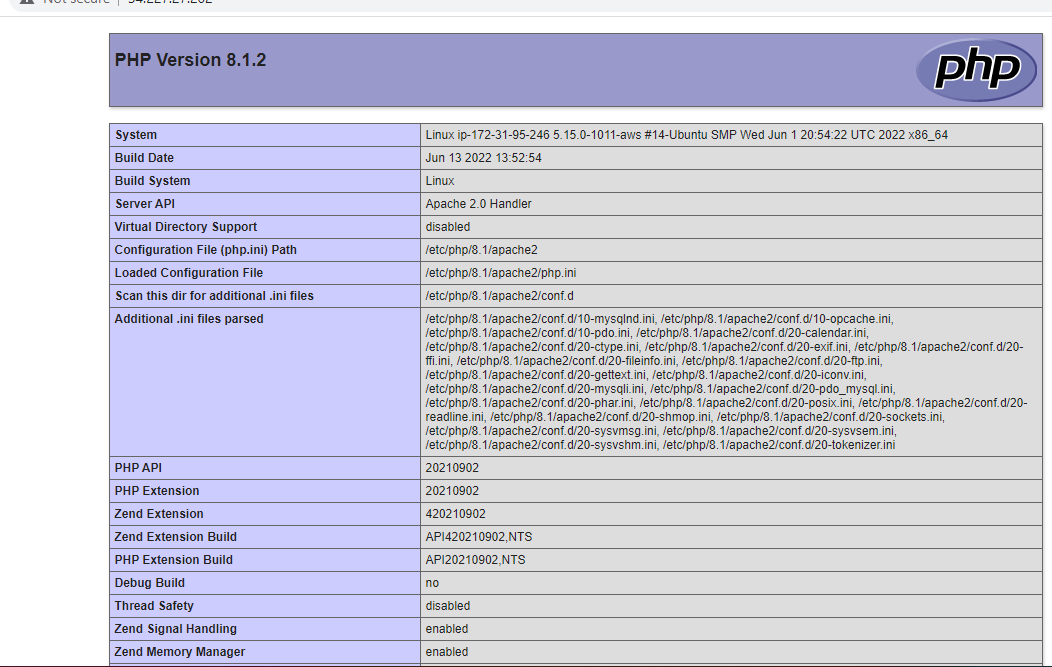 Not secure
PHP Version 8.1.2
php
System Linux ip-172-31-95-246 5.15.0-1011-aws #14-Ubuntu SMP Wed Jun 1 20:54:22 UTC 2022 x86_64
Build Date Jun 13 2022 13:52:54
Build System Linux
Server API Apache 2.0 Handler
Virtual Directory Support disabled
Configuration File (php.ini) Path /etc/php/8.1/apache2
Loaded Configuration File /etc/php/8.1/apache2/php.ini
Scan this dir for additional .ini files /etc/php/8.1/apache2/conf.d
Additional .ini files parsed /etc/php/8.1/apache2/conf.d/10-mysqlnd.ini, /etc/php/8.1/apache2/conf.d/10-opcache.ini,
/etc/php/8.1/apache2/conf.d/10-pdo.ini, /etc/php/8.1/apache2/conf.d/20-calendar.ini,
/etc/php/8.1/apache2/conf.d/20-ctype.ini, /etc/php/8.1/apache2/conf.d/20-exif.ini, /etc/php/8.1/apache2/conf.d/20-
ffi.ini, /etc/php/8.1/apache2/conf.d/20-fileinfo.ini, /etc/php/8.1/apache2/conf.d/20-ftp.ini,
/etc/php/8.1/apache2/conf.d/20-gettext.ini, /etc/php/8.1/apache2/conf.d/20-iconv.ini,
/etc/php/8.1/apache2/conf.d/20-mysqli.ini, /etc/php/8.1/apache2/conf.d/20-pdo_mysql.ini,
/etc/php/8.1/apache2/conf.d/20-phar.ini, /etc/php/8.1/apache2/conf.d/20-posix.ini, /etc/php/8.1/apache2/conf.d/20-
readline.ini, /etc/php/8.1/apache2/conf.d/20-shmop.ini, /etc/php/8.1/apache2/conf.d/20-sockets.ini,
/etc/php/8.1/apache2/conf.d/20-sysvmsg.ini, /etc/php/8.1/apache2/conf.d/20-sysvsem.ini,
/etc/php/8.1/apache2/conf.d/20-sysvshm.ini, /etc/php/8.1/apache2/conf.d/20-tokenizer.ini
PHP API 20210902
PHP Extension 20210902
Zend Extension 420210902
Zend Extension Build API420210902,NTS
PHP Extension Build API20210902,NTS
Debug Build no
Thread Safety disabled
Zend Signal Handling enabled
Zend Memory Manager enabled